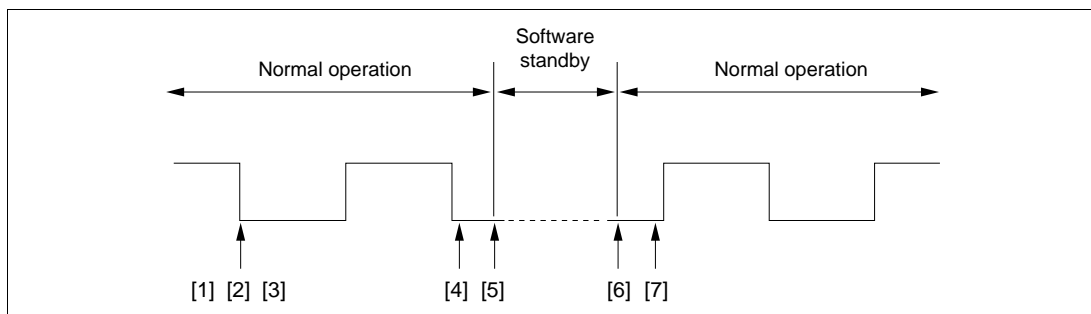 Software
standby
Normal operation
Normal operation
[1] [2] [3] [4] [5] [6] [7]